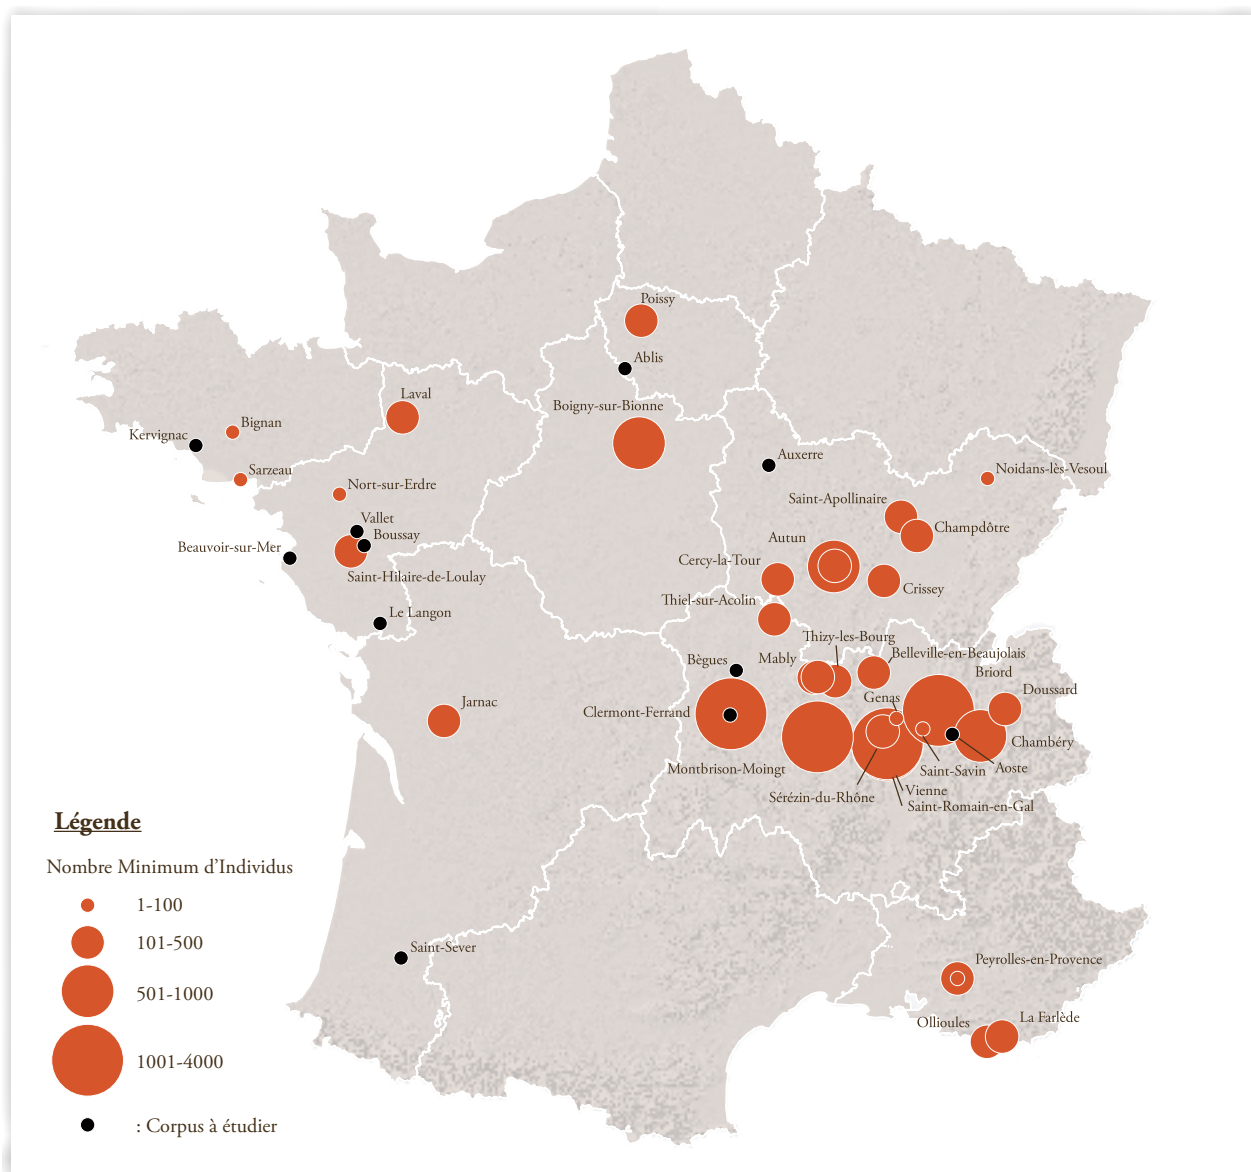 Poissy
Ablis
Laval
Boigny-sur-Bionne
Bignan
Kervignac
Auxerre
Sarzeau
Noidans-lès-Vesoul
Nort-sur-Erdre
Saint-Apollinaire
Vallet
Champdôtre
Boussay
Autun
Beauvoir-sur-Mer
Cercy-la-Tour
Saint-Hilaire-de-Loulay
Crissey
Thiel-sur-Acolin
Le Langon
Thizy-les-Bourg
Belleville-en-Beaujolais
Bègues
Mably
Briord
Doussard
Genas
Jarnac
Clermont-Ferrand
Chambéry
Montbrison-Moingt
Saint-Savin
Aoste
Sérézin-du-Rhône
Vienne
Saint-Romain-en-Gal
Légende
Nombre Minimum d'Individus
1-100
101-500
501-1000
1001-4000
: Corpus à étudier
Saint-Sever
Peyrolles-en-Provence
Ollioules
La Farlède